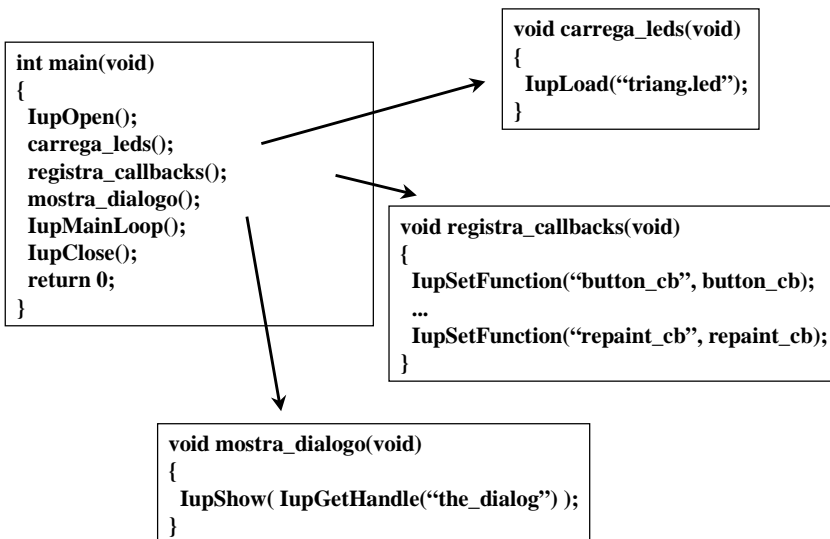 int main(void)
{
IupOpen();
carrega_leds();
registra_callbacks();
mostra_dialogo();
IupMainLoop();
IupClose();
return 0;
}
void carrega_leds(void)
{
IupLoad(“triang.led”);
}
void registra_callbacks(void)
{
IupSetFunction(“button_cb”, button_cb);
...
IupSetFunction(“repaint_cb”, repaint_cb);
}
void mostra_dialogo(void)
{
IupShow( IupGetHandle(“the_dialog”) );
}